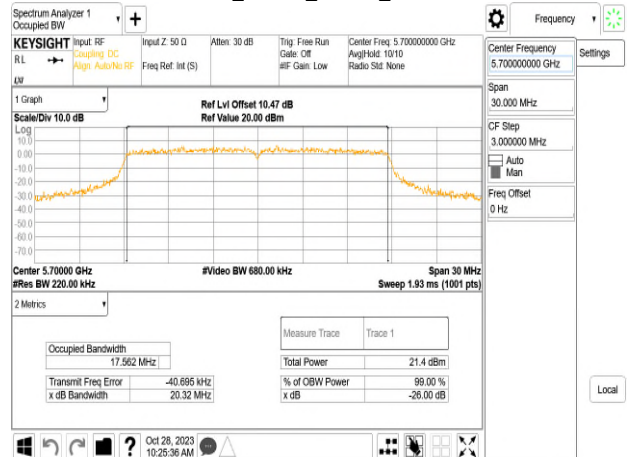 Spectrum Analyzer 1
Occupied BW
+
Frequency
KEYSIGHT Input: RF Input Z: 50 Ω Atten: 30 dB Trig: Free Run Center Freq: 5.700000000 GHz
RL Coupling: DC Gate: Off Avg|Hold: 10/10
Align: Auto/No RF Freq Ref: Int (S) #IF Gain: Low Radio Std: None
LXI
Center Frequency
5.700000000 GHz
Settings
Span
30.000 MHz
CF Step
3.000000 MHz
Auto
Man
Freq Offset
0 Hz
Local
1 Graph
Ref Lvl Offset 10.47 dB
Scale/Div 10.0 dB Ref Value 20.00 dBm
Log
10.0
0.00
-10.0
-20.0
-30.0
-40.0
-50.0
-60.0
-70.0
Center 5.70000 GHz #Video BW 680.00 kHz Span 30 MHz
#Res BW 220.00 kHz Sweep 1.93 ms (1001 pts)
2 Metrics
Measure Trace Trace 1
Occupied Bandwidth
17.562 MHz Total Power 21.4 dBm
Transmit Freq Error -40.695 kHz % of OBW Power 99.00 %
x dB Bandwidth 20.32 MHz x dB -26.00 dB
? Oct 28, 2023
10:25:36 AM